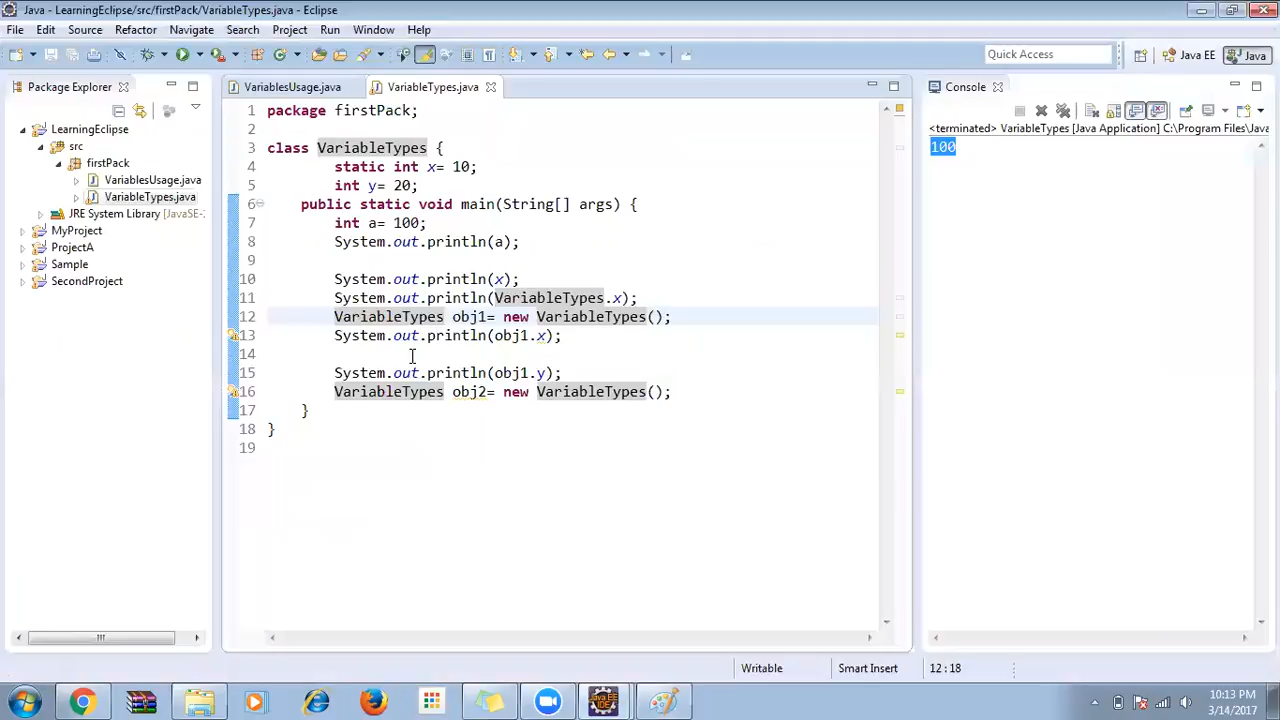 Java - LearningEclipse/src/firstPack/VariableTypes.java - Eclipse
File Edit Source Refactor Navigate Search Project Run Window Help
Quick Access
Java EE
Java
Package Explorer
LearningEclipse
src
firstPack
VariablesUsage.java
VariableTypes.java
JRE System Library [JavaSE-
MyProject
ProjectA
Sample
SecondProject
VariablesUsage.java
VariableTypes.java
1 package firstPack;
2
3 class VariableTypes {
4 static int x= 10;
5 int y= 20;
6 public static void main(String[] args) {
7 int a= 100;
8 System.out.println(a);
9
10 System.out.println(x);
11 System.out.println(VariableTypes.x);
12 VariableTypes obj1= new VariableTypes();
13 System.out.println(obj1.x);
14
15 System.out.println(obj1.y);
16 VariableTypes obj2= new VariableTypes();
17 }
18 }
19
Console
<terminated> VariableTypes [Java Application] C:\Program Files\Java
100
Writable
Smart Insert
12:18
Java EE
IDE
10:13 PM
3/14/2017